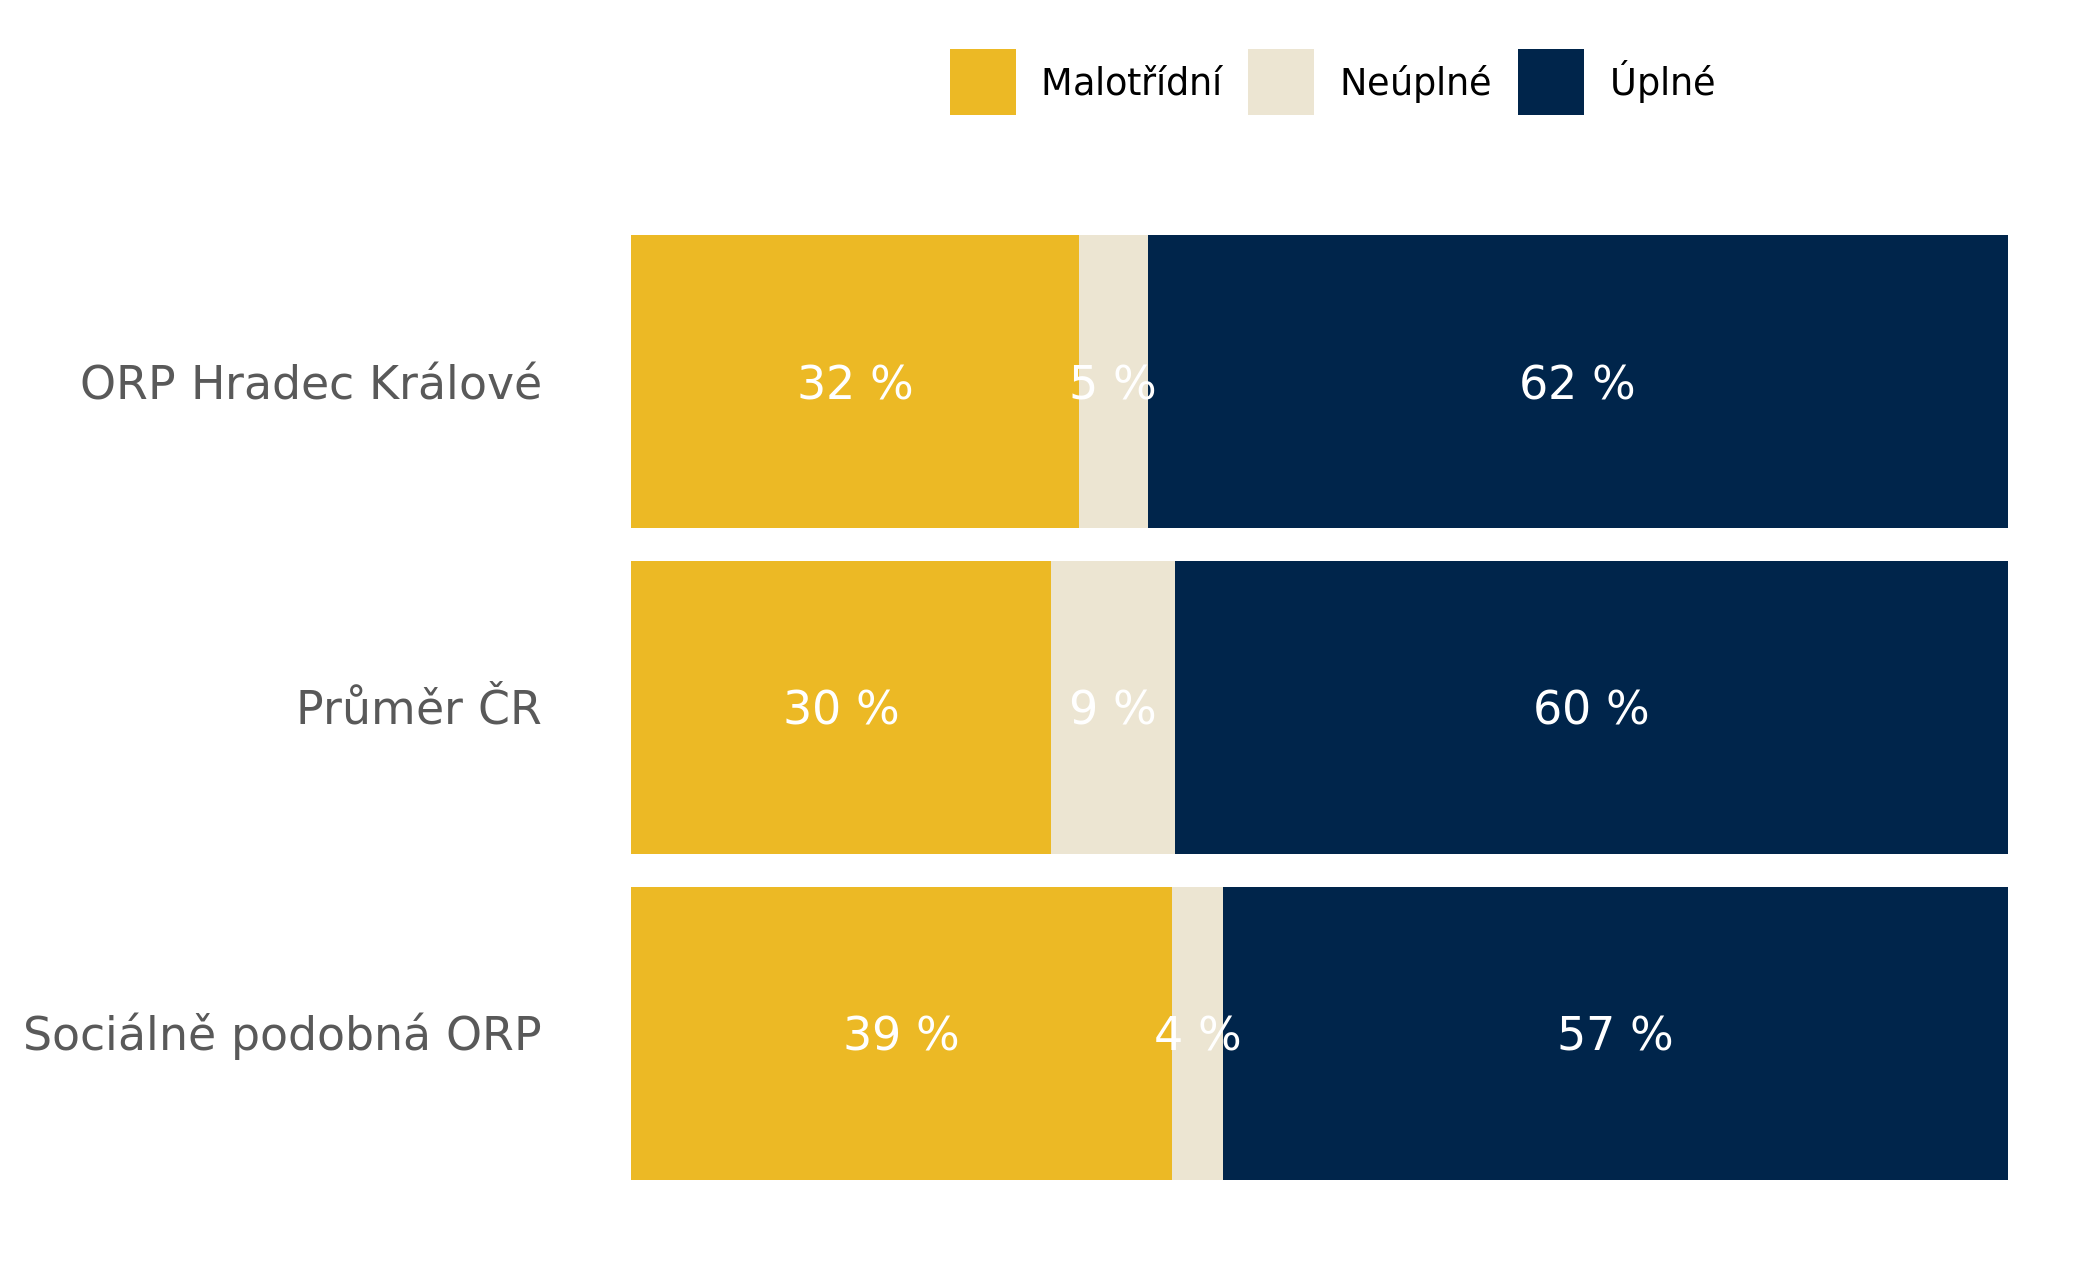 Malotřídní Neúplné Úplné
ORP Hradec Králové 32 % 5 % 62 %
Průměr ČR 30 % 9 % 60 %
Sociálně podobná ORP 39 % 4 % 57 %